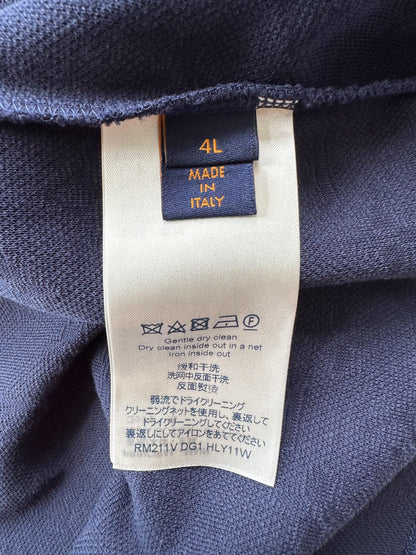 4L
MADE
IN
ITALY
F
Gentle dry clean
Dry clean inside out in a net
Iron inside out
缓和干洗
洗网中反面干洗
反面熨烫
弱流でドライクリーニング
クリーニングネットを使用し、裏返して
ドライクリーニングしてください
裏返しにしてアイロンをあててください
RM211V DG1 HLY11W